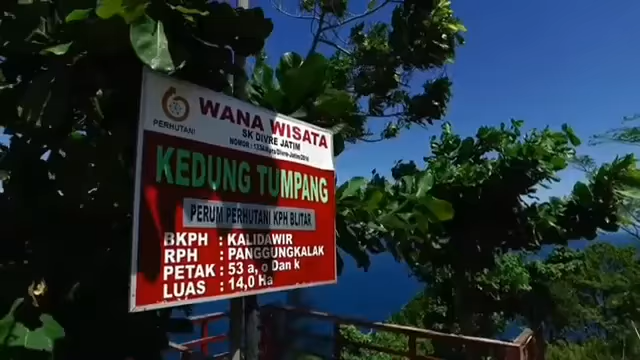 PERHUTANI
WANA WISATA
SK DIVRE JATIM
KEDUNG TUMPANG
PERUM PERHUTANI KPH BLITAR
BKPH : KALIDAWIR
RPH : PANGGUNGKALAK
PETAK : 53 a, o Dan k
LUAS : 14,0 Ha